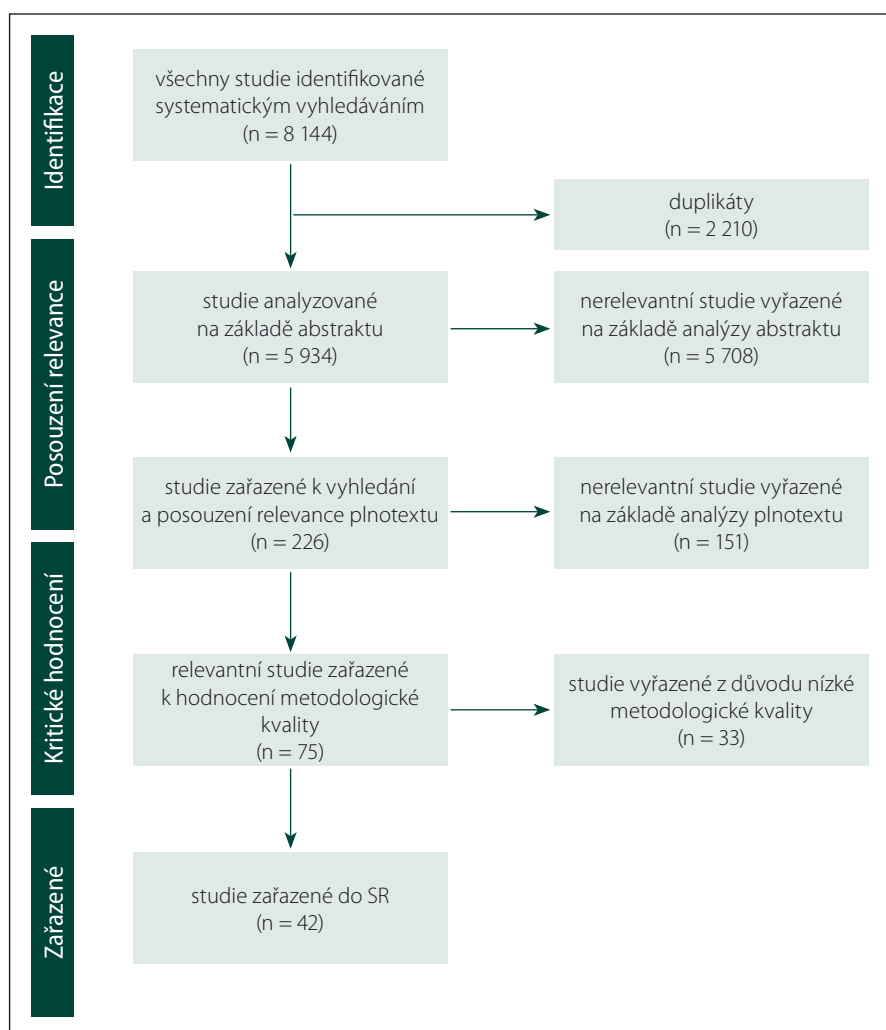 Identifikace
všechny studie identifikované
systematickým vyhledáváním
(n = 8 144)
duplikáty
(n = 2 210)
Posouzení relevance
studie analyzované
na základě abstraktu
(n = 5 934)
nerelevantní studie vyřazené
na základě analýzy abstraktu
(n = 5 708)
studie zařazené k vyhledání
a posouzení relevance plnotextu
(n = 226)
nerelevantní studie vyřazené
na základě analýzy plnotextu
(n = 151)
Kritické hodnocení
relevantní studie zařazené
k hodnocení metodologické
kvality
(n = 75)
studie vyřazené z důvodu nízké
metodologické kvality
(n = 33)
Zařazené
studie zařazené do SR
(n = 42)